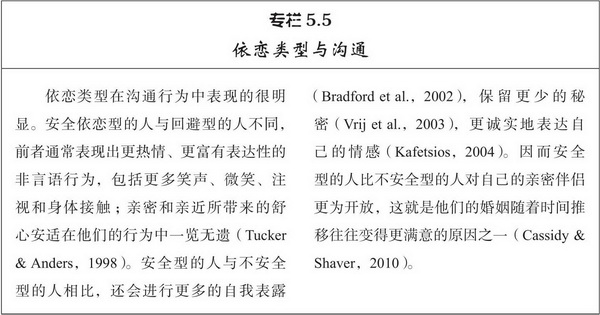 专栏 5.5
依恋类型与沟通
依恋类型在沟通行为中表现的很明
显。安全依恋型的人与回避型的人不同，
前者通常表现出更热情、更富有表达性的
非言语行为，包括更多笑声、微笑、注
视和身体接触；亲密和亲近所带来的舒
心安适在他们的行为中一览无遗（Tucker
& Anders，1998）。安全型的人与不安全
型的人相比，还会进行更多的自我表露
（Bradford et al.，2002），保留更少的秘
密（Vrij et al.，2003），更诚实地表达自
己的情感（Kafetsios，2004）。因而安全
型的人比不安全型的人对自己的亲密伴侣
更为开放，这就是他们的婚姻随着时间推
移往往变得更满意的原因之一（Cassidy &
Shaver，2010）。